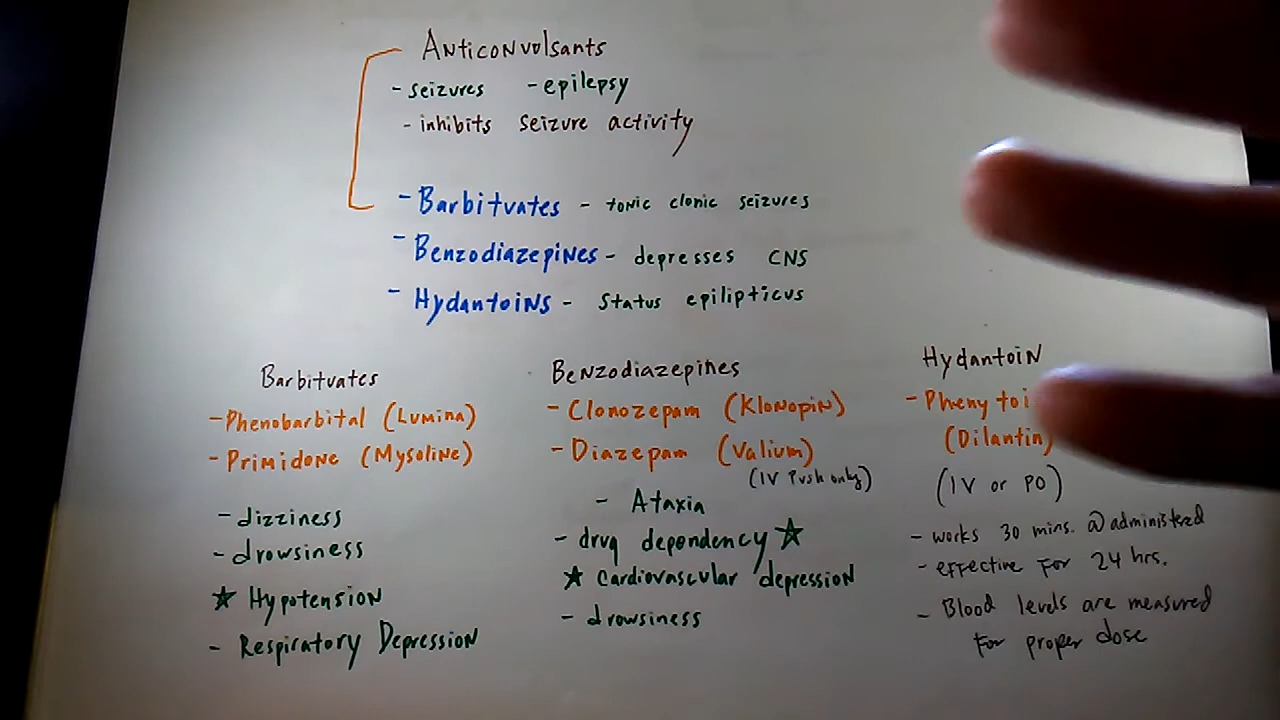 Anticonvolsants
- seizures - epilepsy
- inhibits seizure activity
- Barbituates - tonic clonic seizures
- Benzodiazepines - depresses CNS
- Hydantoins - Status epilipticus
Barbituates
- Phenobarbital (Lumina)
- Primidone (Mysoline)
- dizziness
- drowsiness
★ Hypotension
- Respiratory Depression
Benzodiazepines
- Clonozepam (Klonopin)
- Diazepam (Valium)
(IV Push only)
- Ataxia
- drug dependency ★
★ Cardiovascular depression
- drowsiness
Hydantoin
- Phenytoi
(Dilantin)
(IV or PO)
- works 30 mins. @ administered
- effective for 24 hrs.
- Blood levels are measured
for proper dose